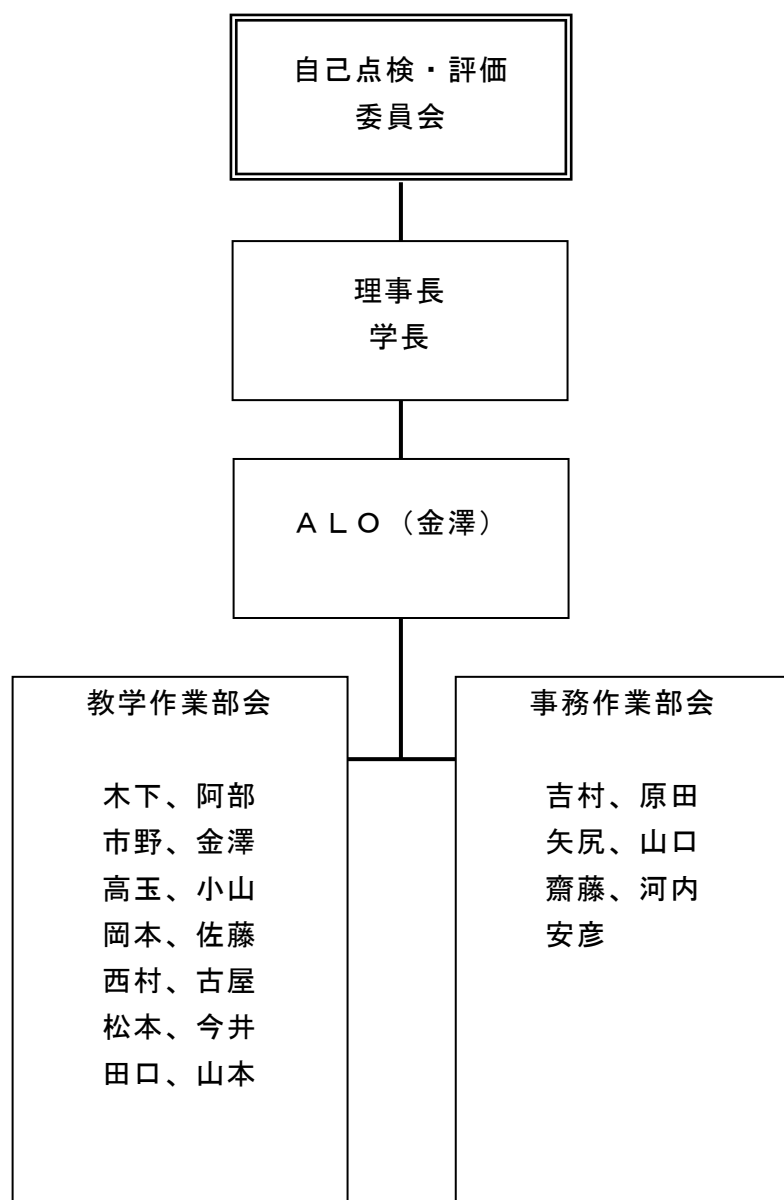 自己点検・評価
委員会
理事長
学長
ＡＬＯ（金澤）
教学作業部会
木下、阿部
市野、金澤
高玉、小山
岡本、佐藤
西村、古屋
松本、今井
田口、山本
事務作業部会
吉村、原田
矢尻、山口
齋藤、河内
安彦